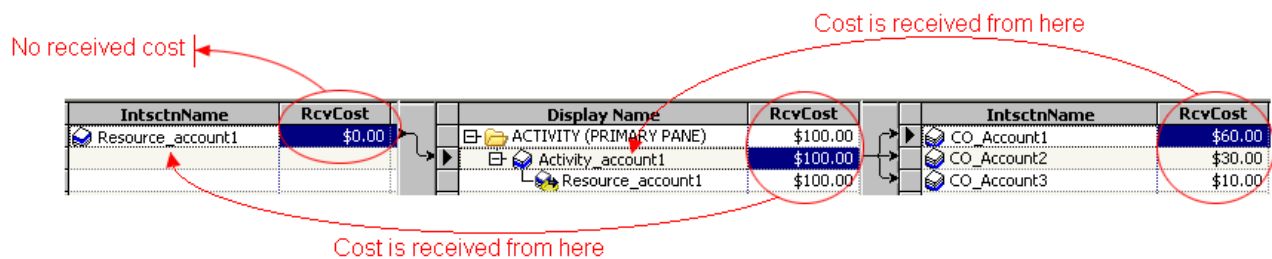 Cost is received from here
No received cost
IntsctnName RcvCost Display Name RcvCost IntsctnName RcvCost
Resource_account1 $0.00 ACTIVITY (PRIMARY PANE) $100.00 CO_Account1 $60.00
Activity_account1 $100.00 CO_Account2 $30.00
Resource_account1 $100.00 CO_Account3 $10.00
Cost is received from here